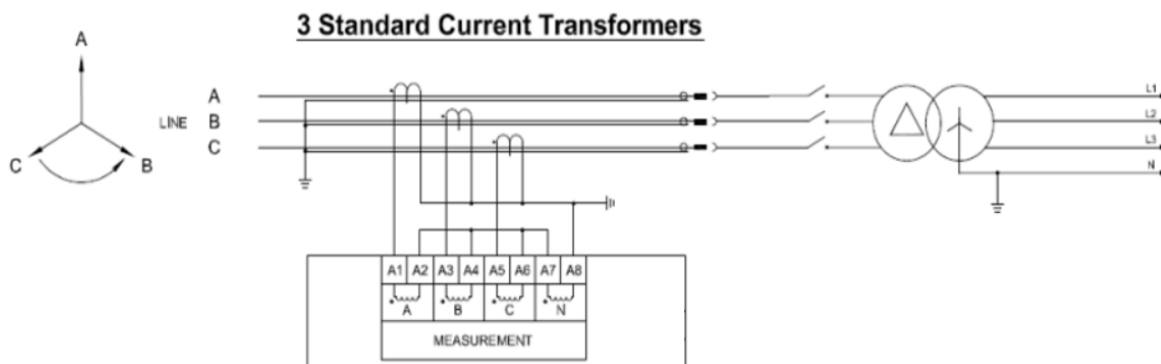 3 Standard Current Transformers
A
C
B
LINE
A
B
C
L1
L2
L3
N
A1 A2 A3 A4 A5 A6 A7 A8
A B C N
MEASUREMENT